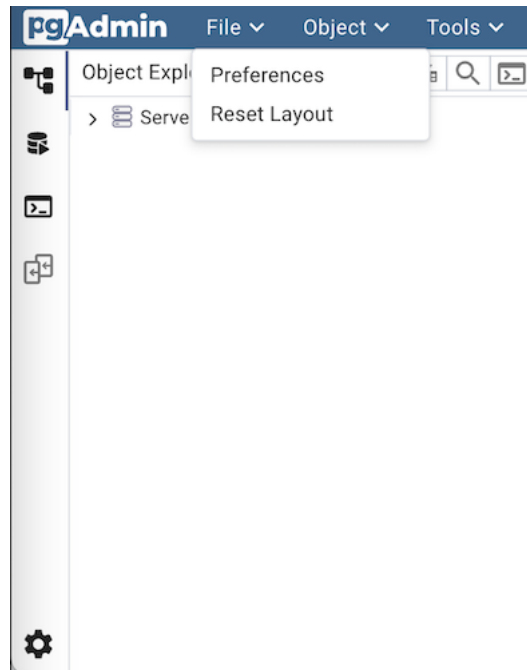 pgAdmin File Object Tools
Object Expl
Preferences
Serve
Reset Layout